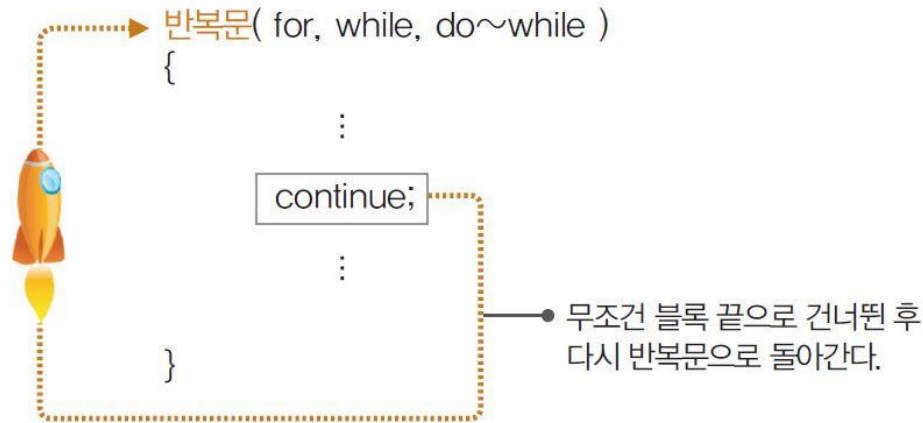 반복문( for, while, do~while )
{
⋮
continue;
⋮
무조건 블록 끝으로 건너뛴 후
다시 반복문으로 돌아간다.
}